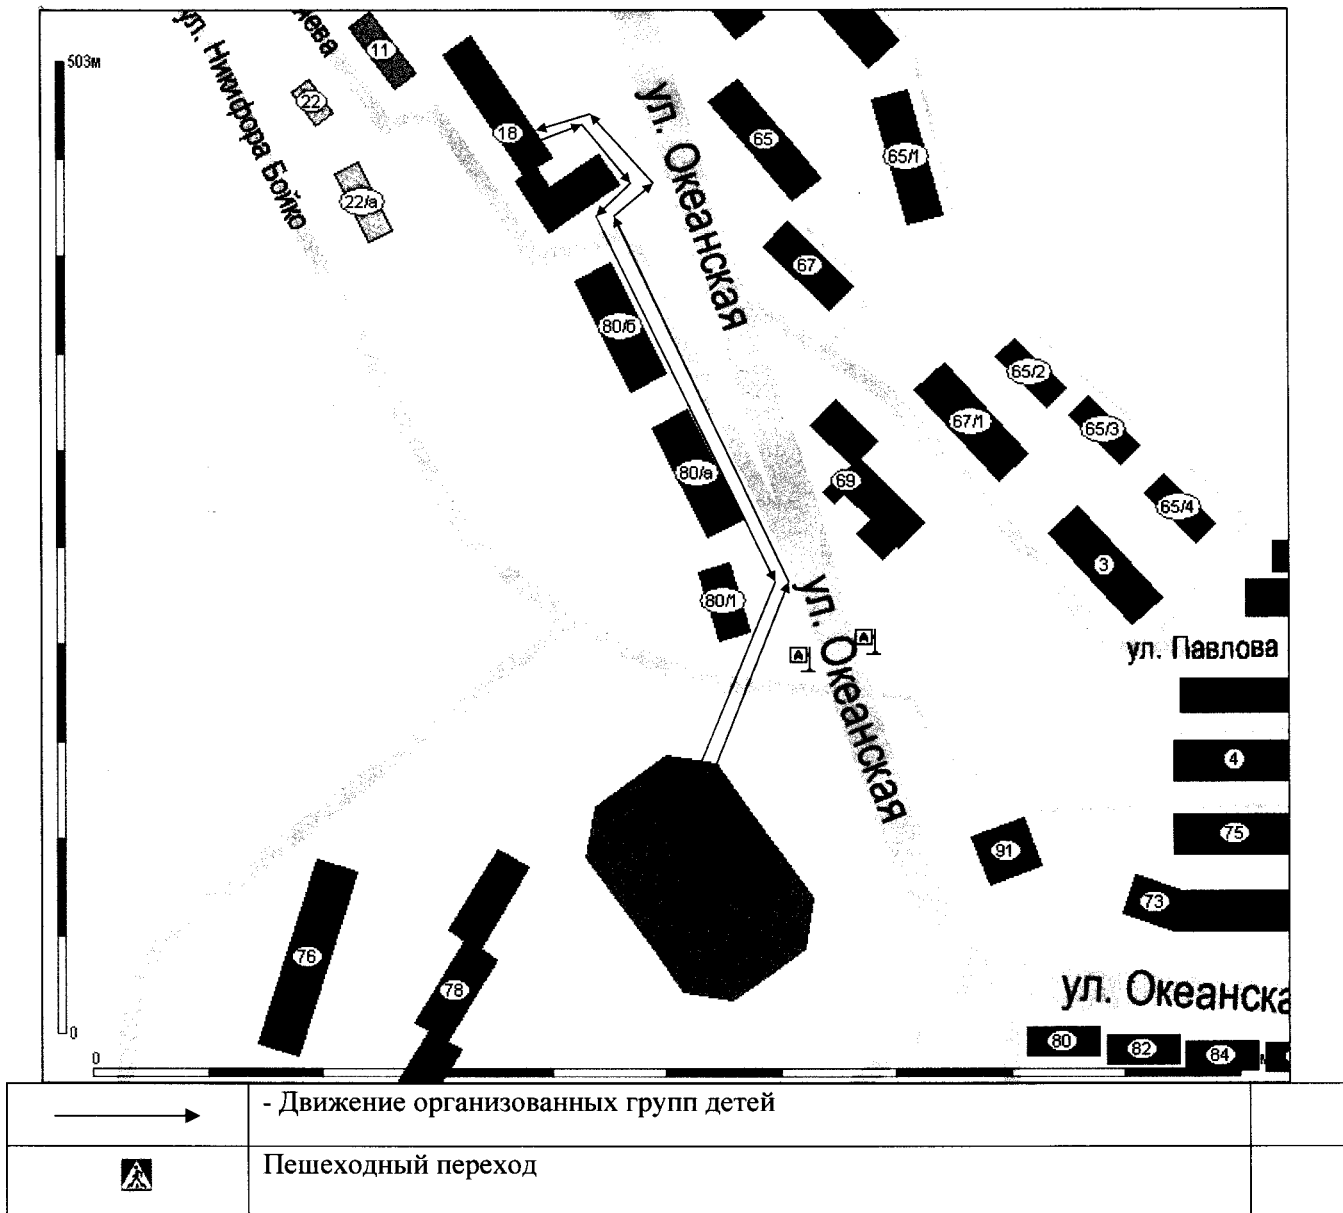 503м
ул. Никифора Бойко
11
22
22/а
18
65
65/1
ул. Океанская
67
80/б
65/2
67/1
65/3
80/а
69
65/4
3
80/1
ул. Океанская
ул. Павлова
4
75
91
73
76
78
ул. Океанска
80
82
84
0
0
- Движение организованных групп детей
Пешеходный переход